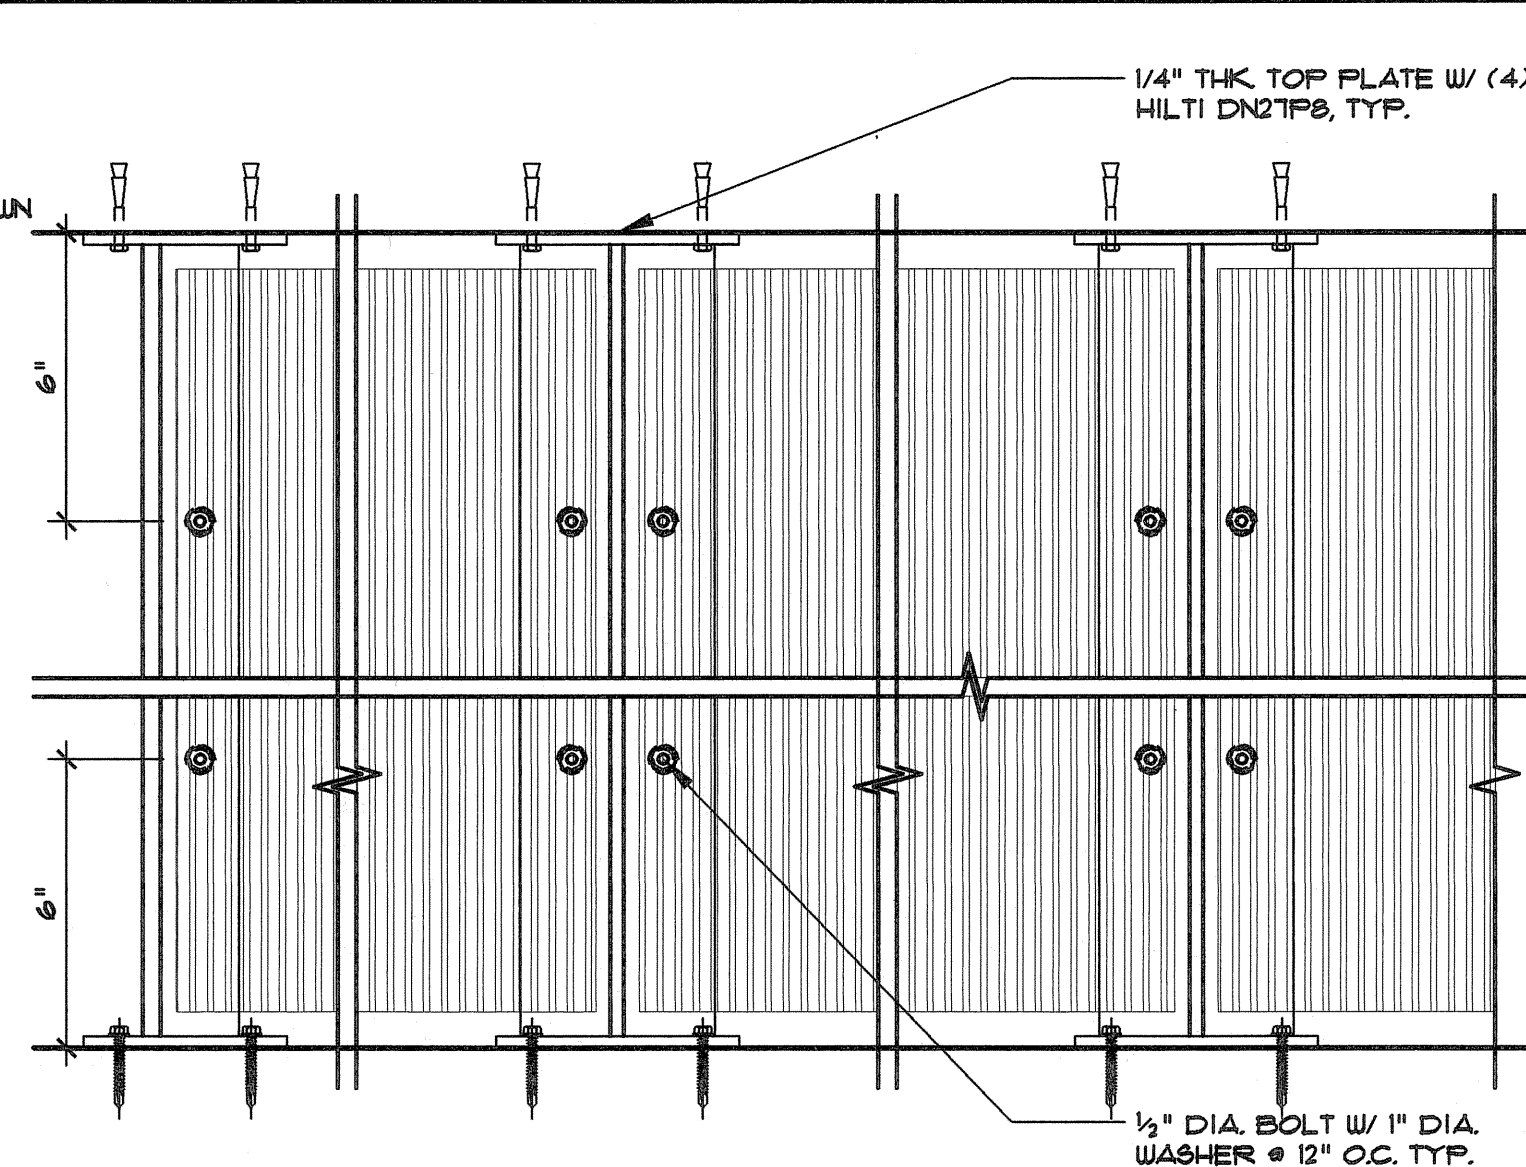 1/4" THK. TOP PLATE W/ (4)
HILTI DN27P8, TYP.
6"
6"
1/2" DIA. BOLT W/ 1" DIA.
WASHER @ 12" O.C. TYP.